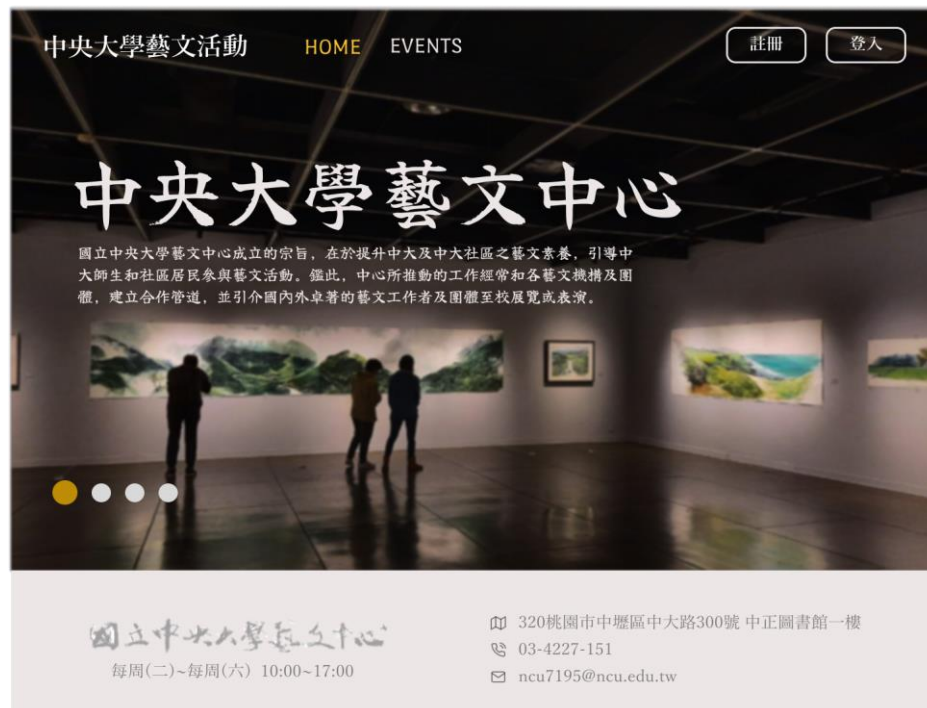 中央大學藝文活動 HOME EVENTS 註冊 登入
中央大學藝文中心
國立中央大學藝文中心成立的宗旨，在於提升中大及中大社區之藝文素養，引導中
大師生和社區居民參與藝文活動。鑑此，中心所推動的工作經常和各藝文機構及團
體，建立合作管道，並引介國內外卓著的藝文工作者及團體至校展覽或表演。
國立中央大學藝文中心
每周(二)~每周(六) 10:00~17:00
320桃園市中壢區中大路300號 中正圖書館一樓
03-4227-151
ncu7195@ncu.edu.tw